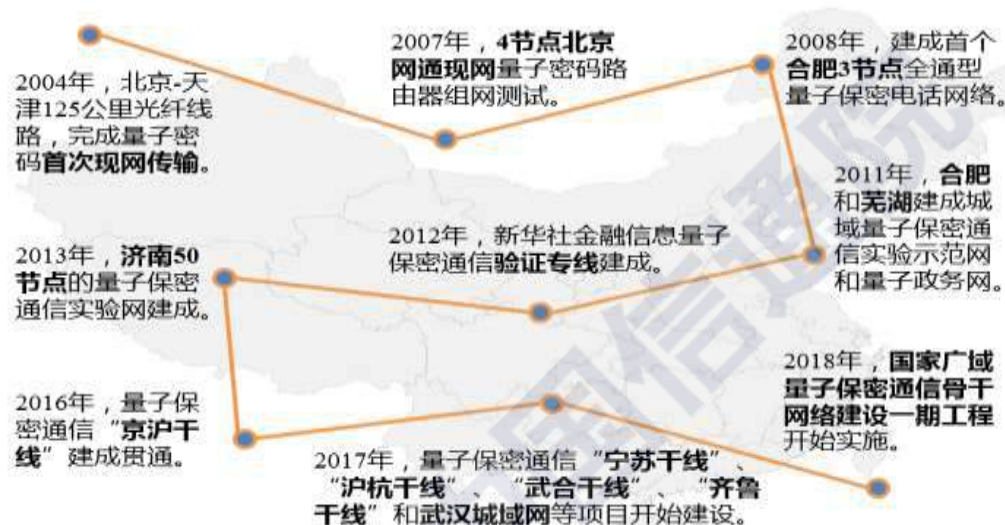 2004年，北京-天
津125公里光纤线
路，完成量子密
码首次现网传输。
2007年，4节点北京
网通现网量子密码路
由器组网测试。
2008年，建成首个
合肥3节点全通型
量子保密电话网络。
2011年，合肥
和芜湖建成城
域量子保密通
信实验示范网
和量子政务网。
2012年，新华社金融信息量子
保密通信验证专线建成。
2013年，济南50
节点的量子保密
通信实验网建成。
2016年，量子保
密通信“京沪干
线”建成贯通。
2017年，量子保密通信“宁苏干线”、
“沪杭干线”、“武合干线”、“齐鲁
干线”和武汉城域网等项目开始建设。
2018年，国家广域
量子保密通信骨干
网络建设一期工程
开始实施。
国信通院